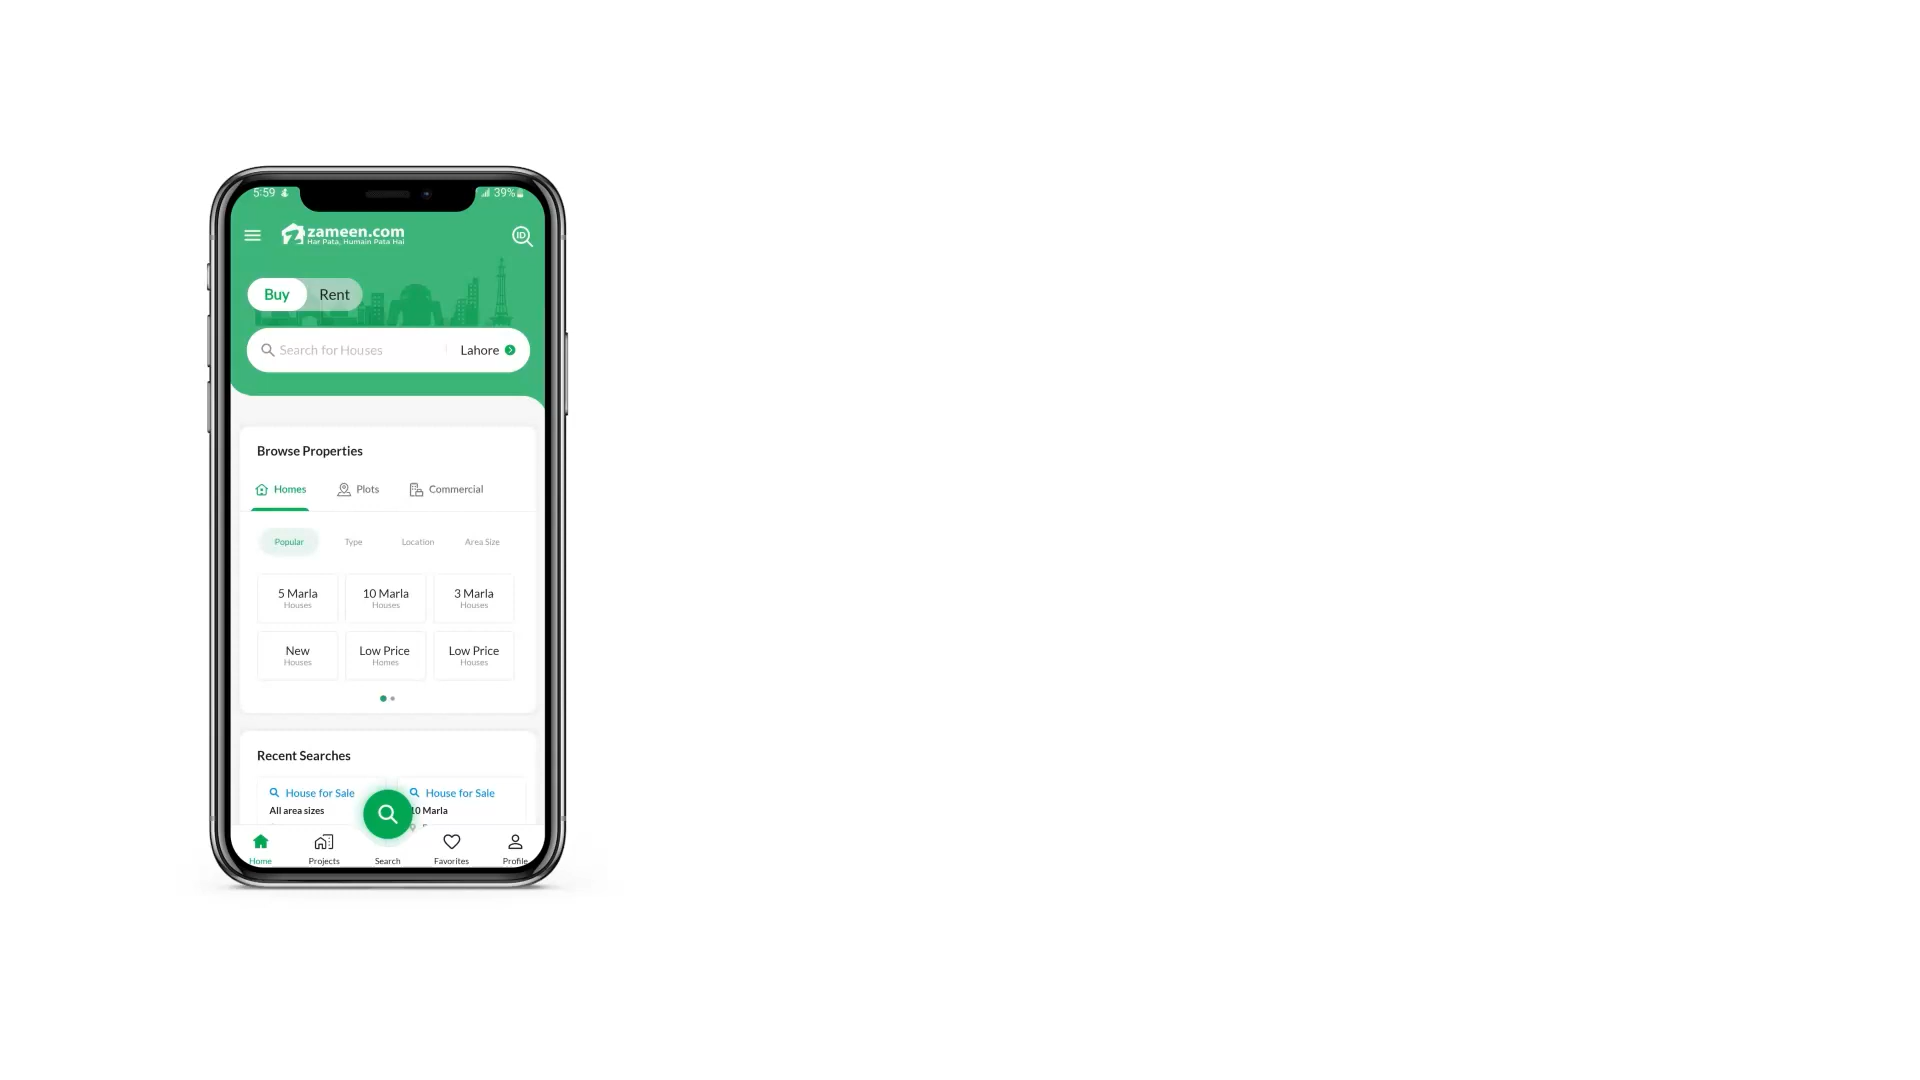 5:59
39%
zameen.com
Har Pata, Humain Pata Hai
ID
Buy Rent
Search for Houses Lahore
Browse Properties
Homes Plots Commercial
Popular Type Location Area Size
5 Marla 10 Marla 3 Marla
Houses Houses Houses
New Low Price Low Price
Houses Homes Houses
Recent Searches
House for Sale House for Sale
All area sizes 10 Marla
Home Projects Search Favorites Profile